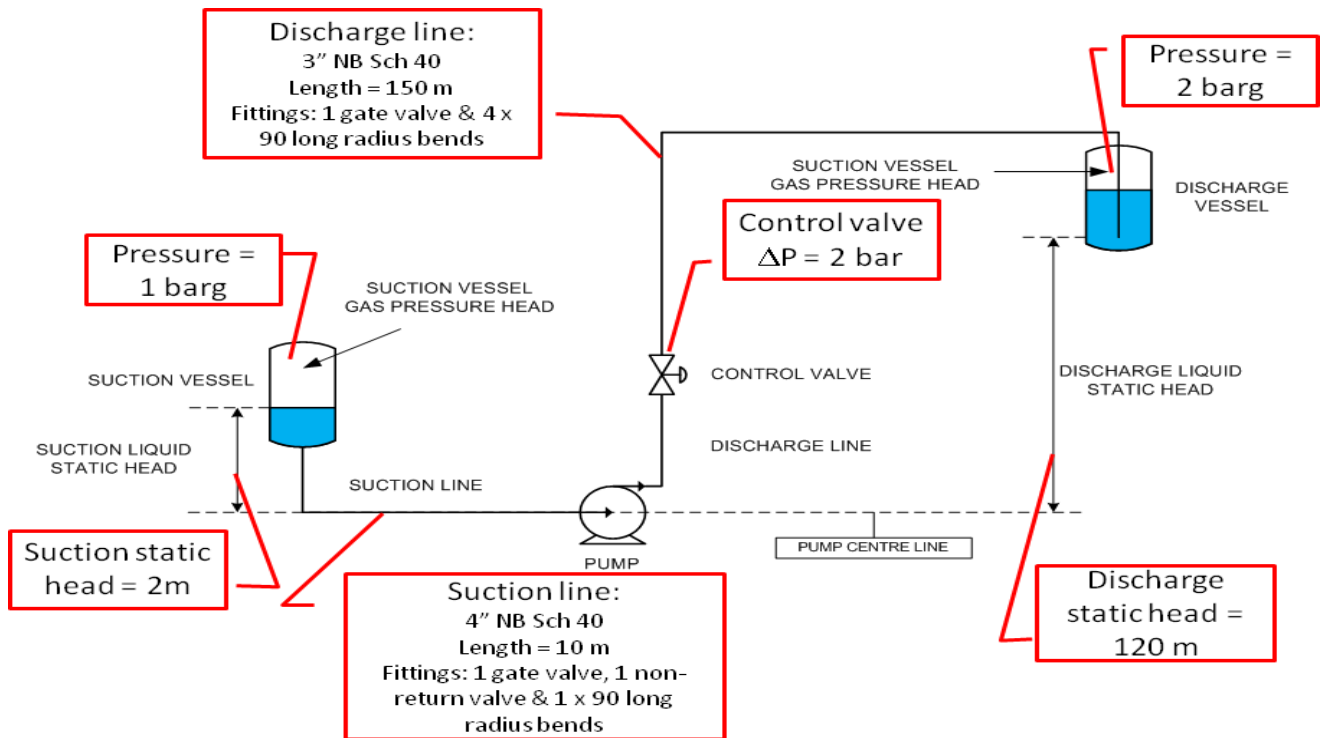 Discharge line:
3” NB Sch 40
Length = 150 m
Fittings: 1 gate valve & 4 x
90 long radius bends
Pressure =
2 barg
SUCTION VESSEL
GAS PRESSURE HEAD
DISCHARGE
VESSEL
Control valve
ΔP = 2 bar
Pressure =
1 barg
SUCTION VESSEL
GAS PRESSURE HEAD
SUCTION VESSEL
CONTROL VALVE
DISCHARGE LIQUID
STATIC HEAD
SUCTION LIQUID
STATIC HEAD
DISCHARGE LINE
SUCTION LINE
PUMP
PUMP CENTRE LINE
Suction static
head = 2m
Suction line:
4” NB Sch 40
Length = 10 m
Fittings: 1 gate valve, 1 non-
return valve & 1 x 90 long
radius bends
Discharge
static head =
120 m